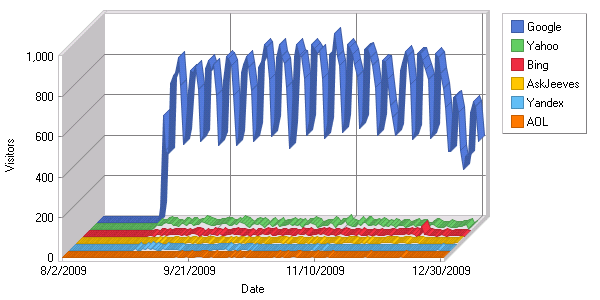 1,000
800
600
400
200
0
Visitors
8/2/2009
9/21/2009
11/10/2009
12/30/2009
Date
Google
Yahoo
Bing
AskJeeves
Yandex
AOL